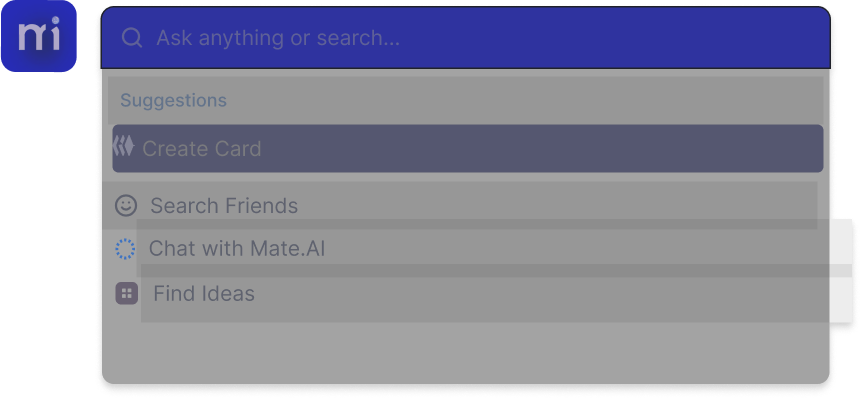 mi
Ask anything or search...
Suggestions
Create Card
Search Friends
Chat with Mate.AI
Find Ideas